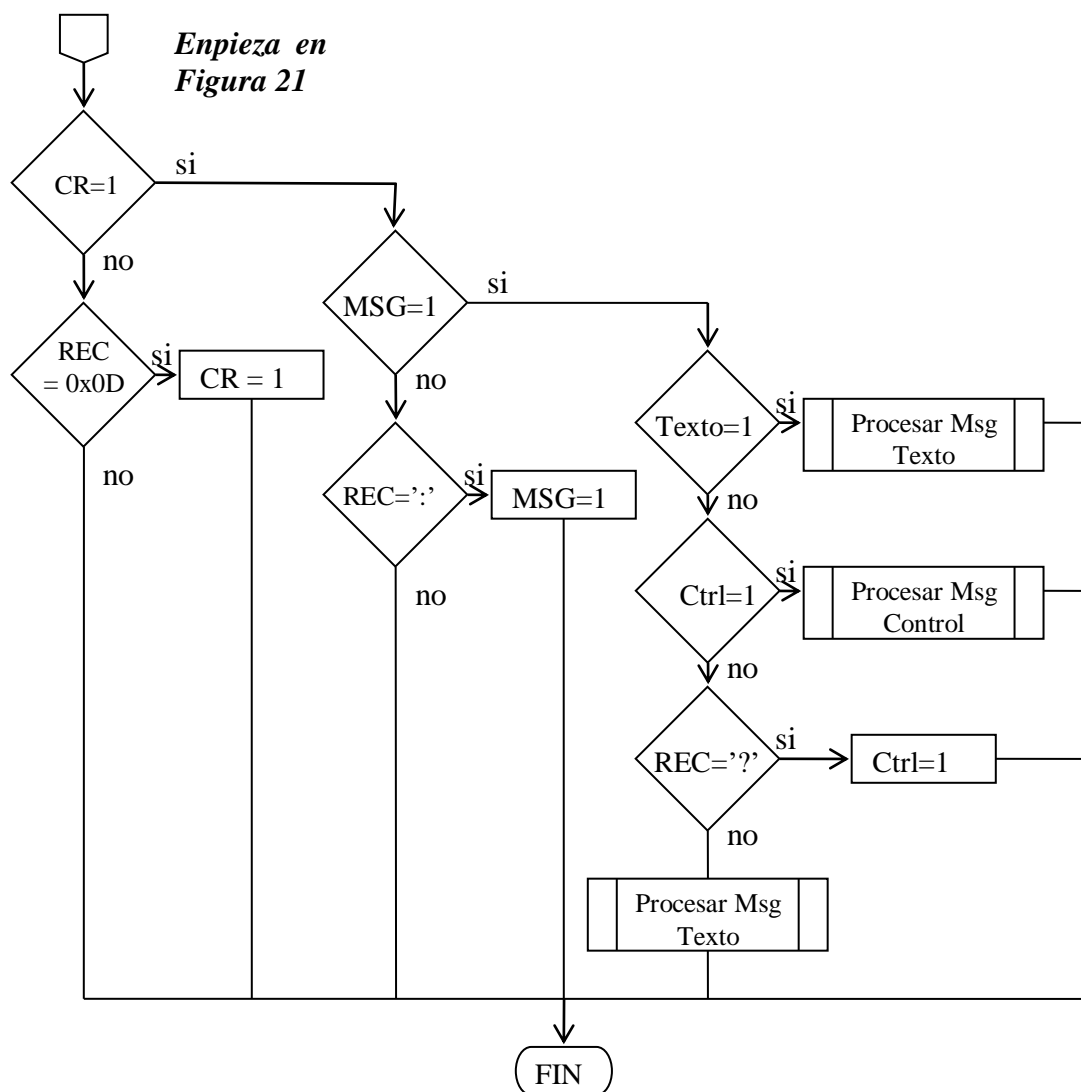 Enpieza en
Figura 21
CR=1
si
no
REC
= 0x0D
si
CR = 1
no
MSG=1
si
no
REC=’:’
si
MSG=1
no
Texto=1
si
Procesar Msg
Texto
no
Ctrl=1
si
Procesar Msg
Control
no
REC=’?’
si
Ctrl=1
no
Procesar Msg
Texto
FIN